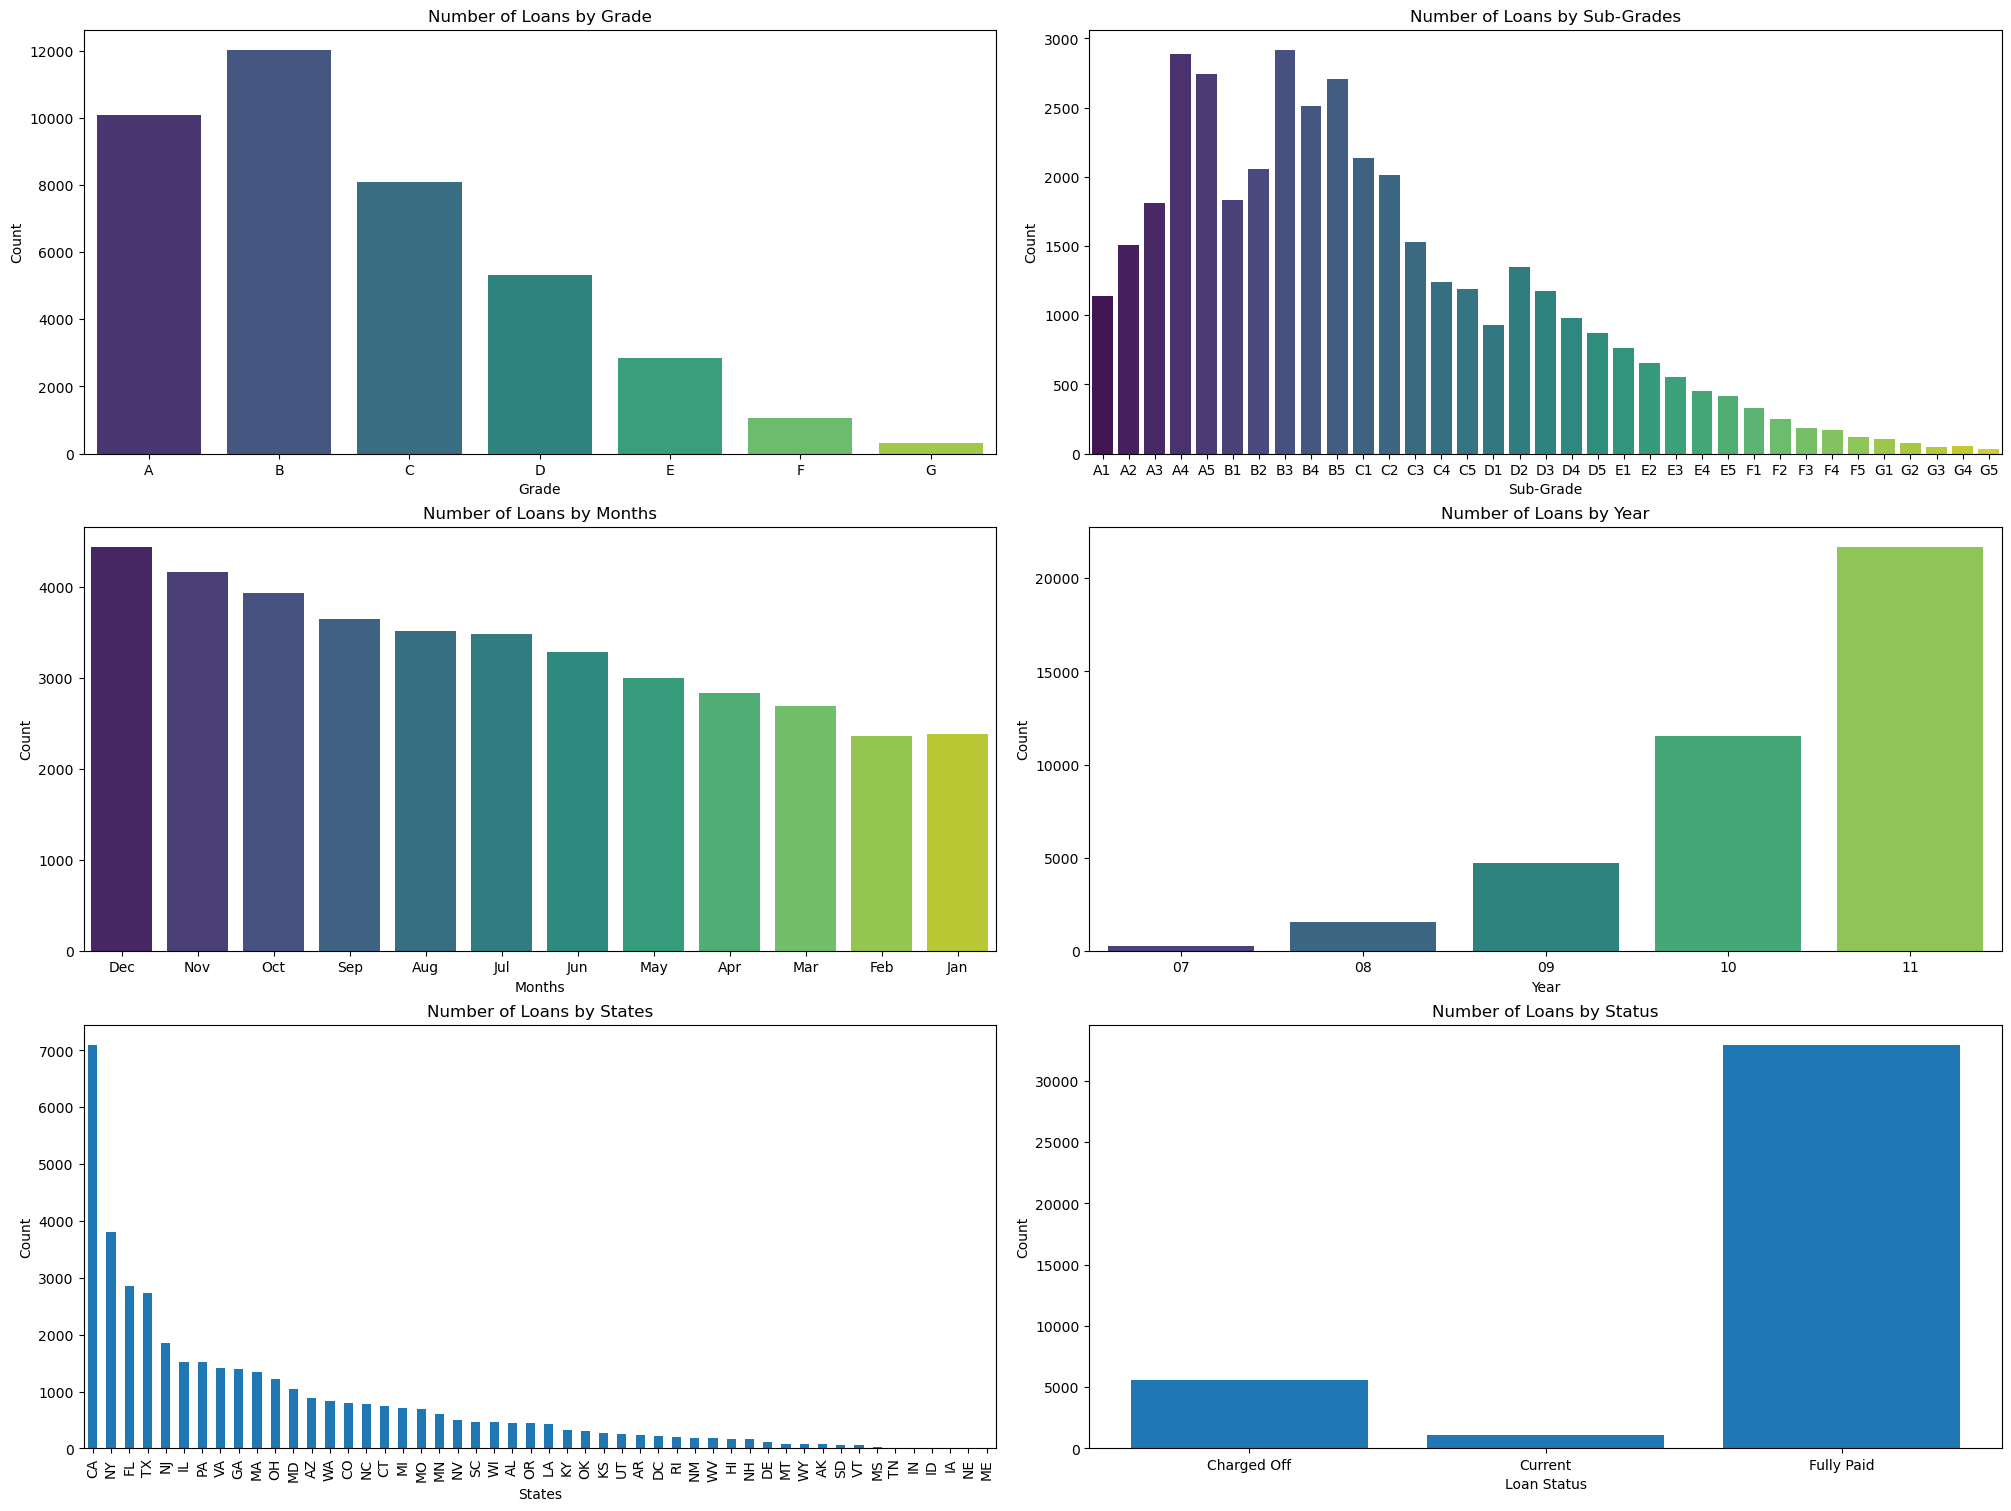 Number of Loans by Grade
Count
12000
10000
8000
6000
4000
2000
0
A B C D E F G
Grade
Number of Loans by Sub-Grades
Count
3000
2500
2000
1500
1000
500
0
A1 A2 A3 A4 A5 B1 B2 B3 B4 B5 C1 C2 C3 C4 C5 D1 D2 D3 D4 D5 E1 E2 E3 E4 E5 F1 F2 F3 F4 F5 G1 G2 G3 G4 G5
Sub-Grade
Number of Loans by Months
Count
4000
3000
2000
1000
0
Dec Nov Oct Sep Aug Jul Jun May Apr Mar Feb Jan
Months
Number of Loans by Year
Count
20000
15000
10000
5000
0
07 08 09 10 11
Year
Number of Loans by States
Count
7000
6000
5000
4000
3000
2000
1000
0
CA NY FL TX NJ IL PA VA GA MA OH MD AZ WA CO NC CT MI MO MN NV SC WI AL OR LA KY OK KS UT AR DC RI NM WV HI NH DE MT WY AK SD VT MS TN IN ID IA NE ME
States
Number of Loans by Status
Count
30000
25000
20000
15000
10000
5000
0
Charged Off Current Fully Paid
Loan Status